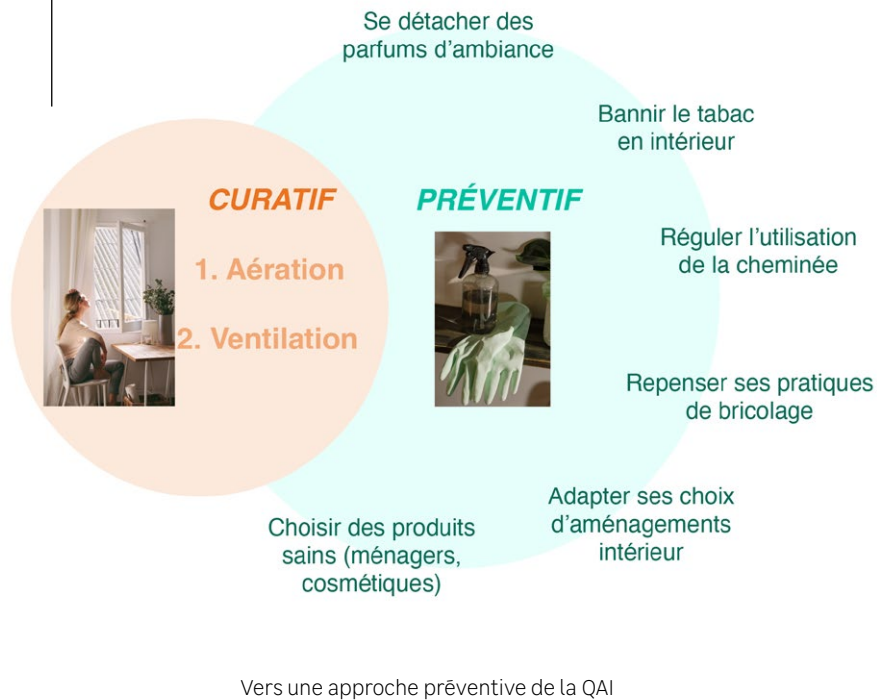 Se détacher des
parfums d'ambiance
Bannir le tabac
en intérieur
CURATIF
PRÉVENTIF
Réguler l'utilisation
de la cheminée
1. Aération
2. Ventilation
Repenser ses pratiques
de bricolage
Adapter ses choix
d'aménagements
intérieur
Choisir des produits
sains (ménagers,
cosmétiques)
Vers une approche préventive de la QAI